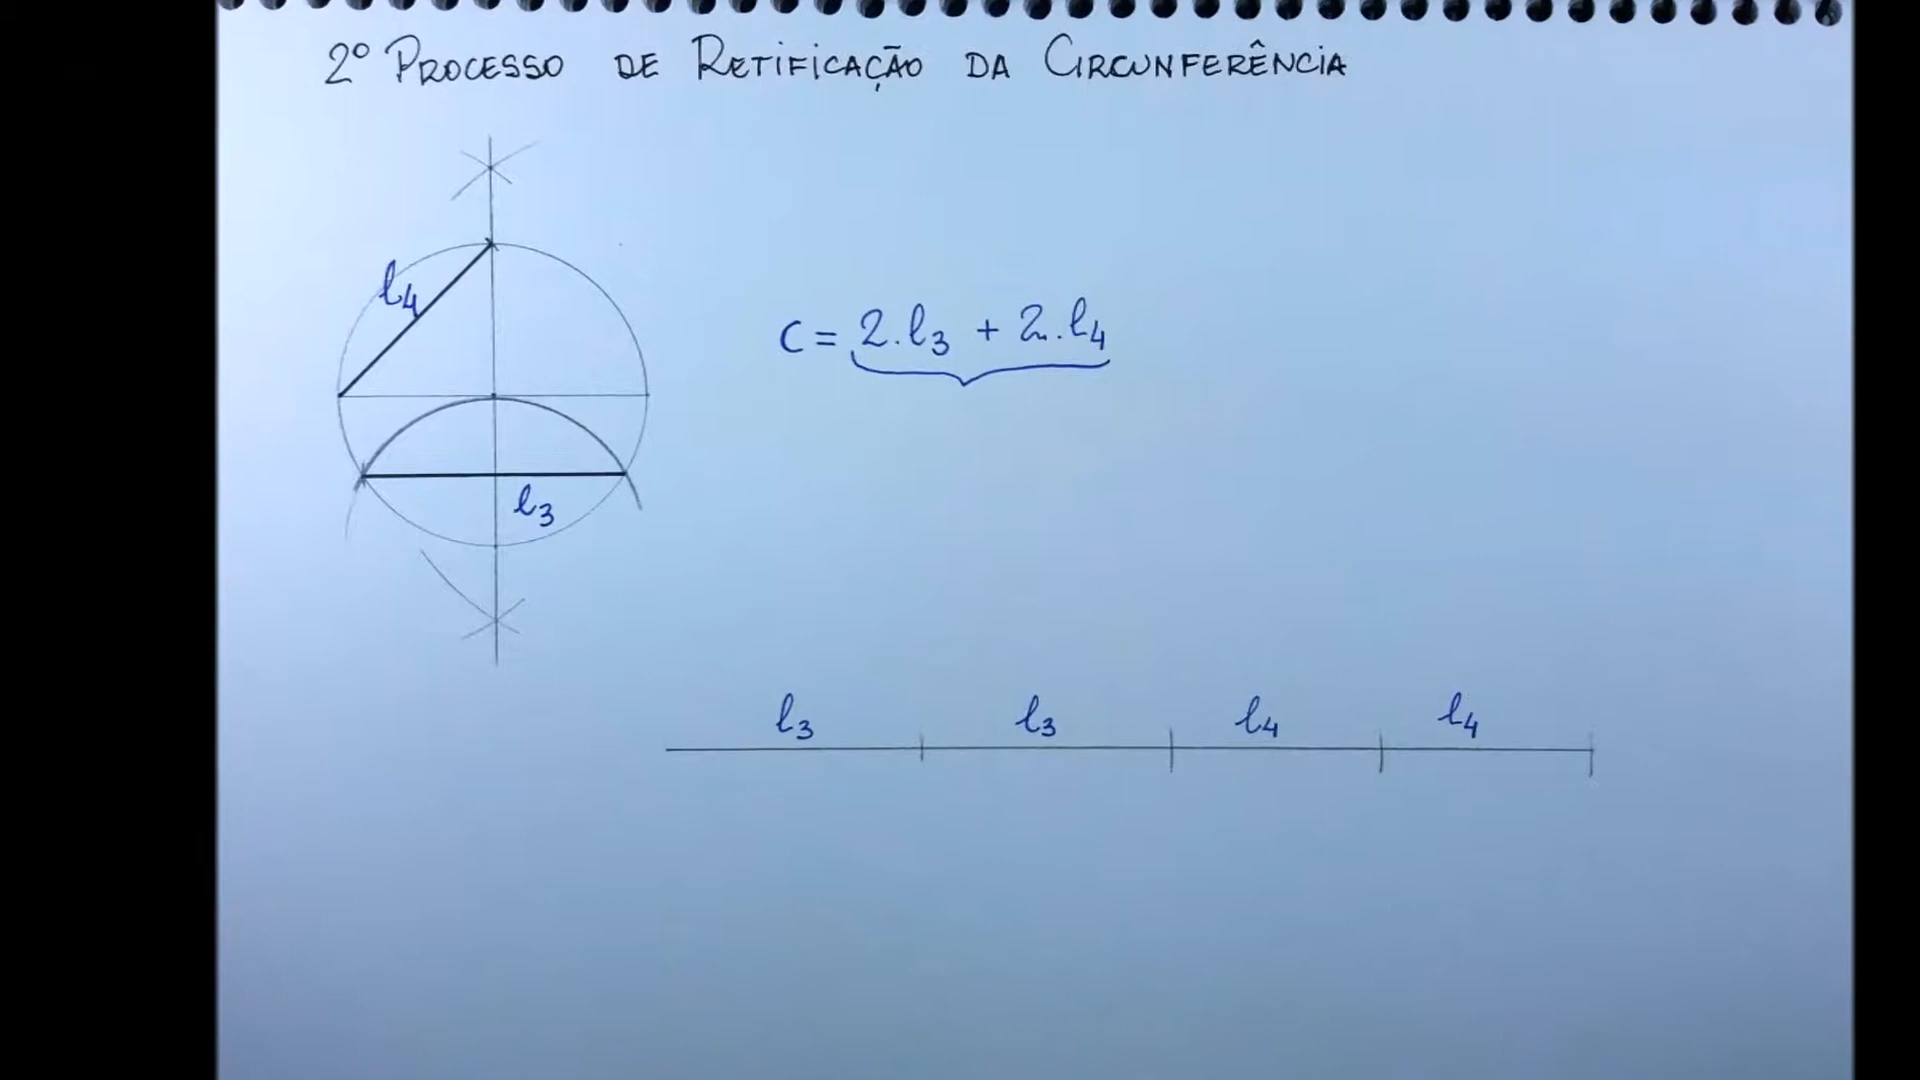 2º PROCESSO DE RETIFICAÇÃO DA CIRCUNFERÊNCIA
l4
C = 2.l3 + 2.l4
l3
l3 l3 l4 l4